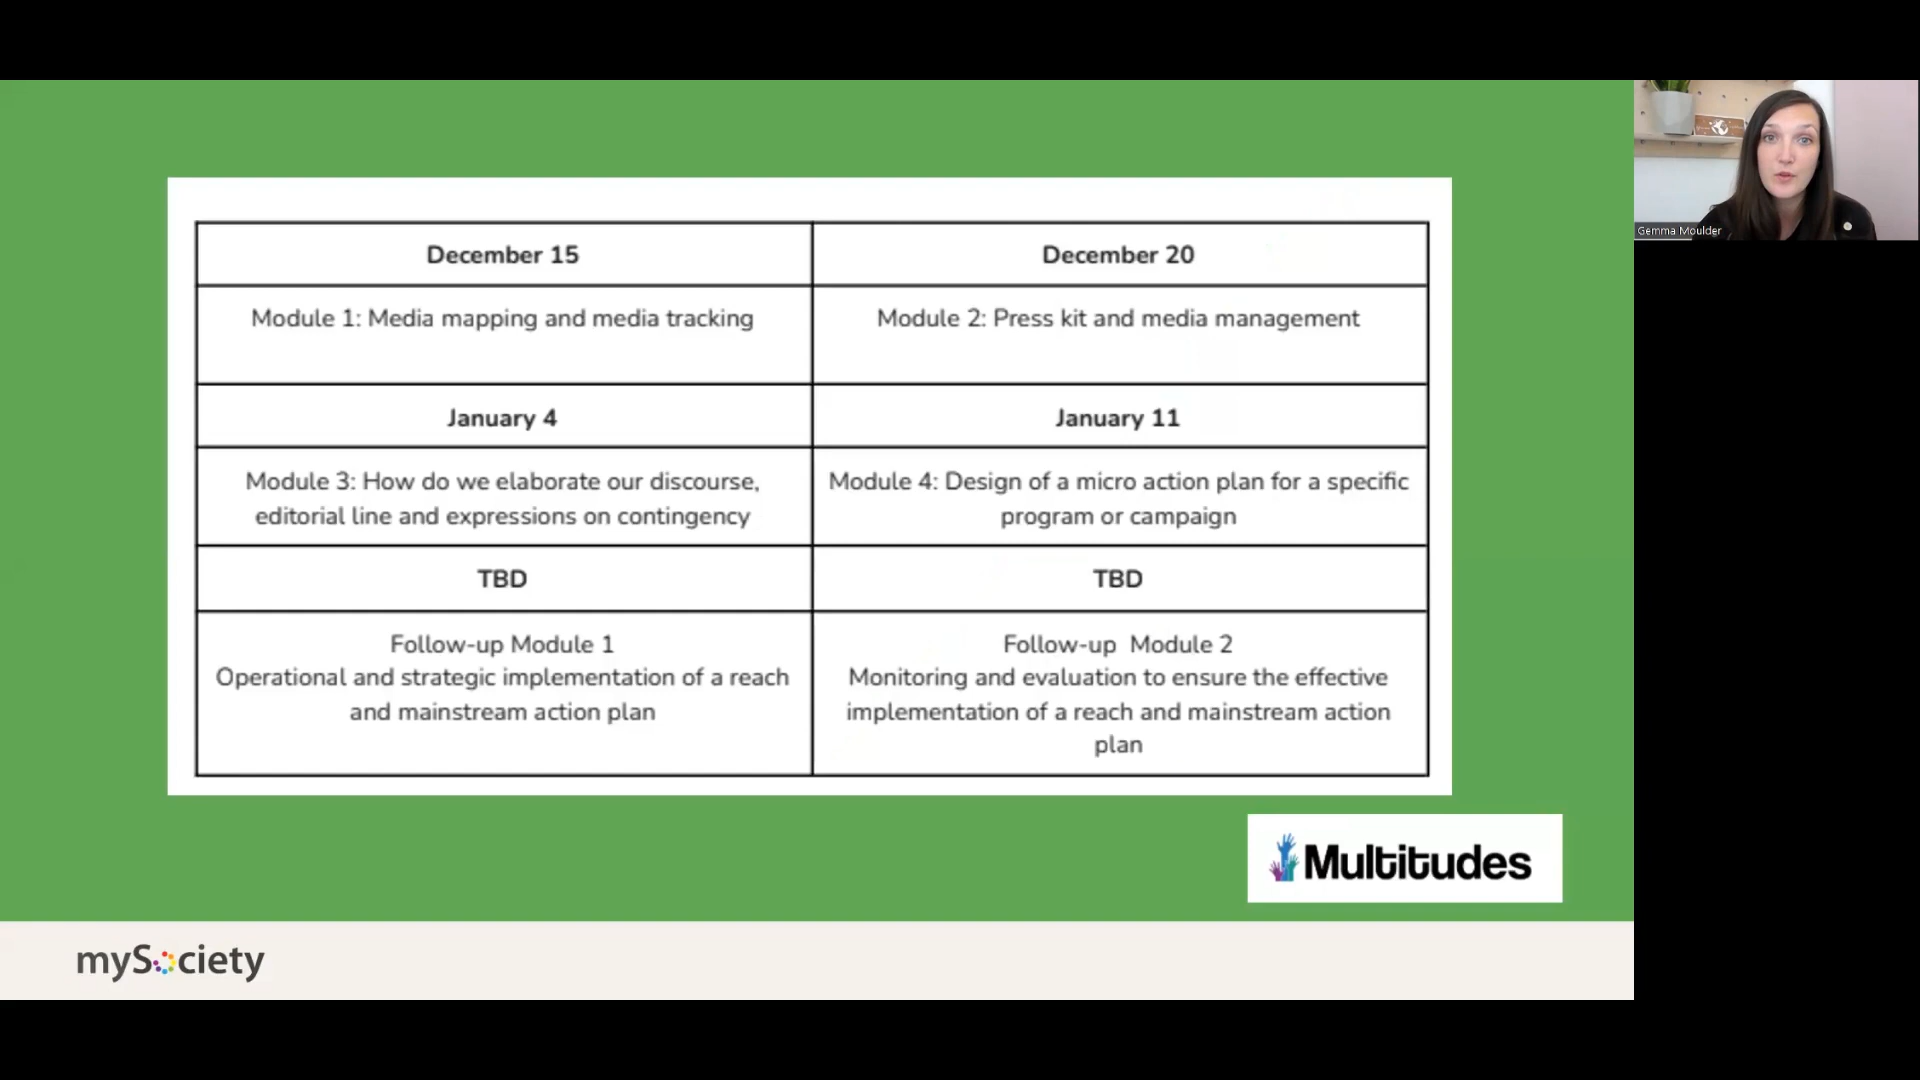 December 15
December 20
Module 1: Media mapping and media tracking
Module 2: Press kit and media management
January 4
January 11
Module 3: How do we elaborate our discourse,
editorial line and expressions on contingency
Module 4: Design of a micro action plan for a specific
program or campaign
TBD
TBD
Follow-up Module 1
Operational and strategic implementation of a reach
and mainstream action plan
Follow-up Module 2
Monitoring and evaluation to ensure the effective
implementation of a reach and mainstream action
plan
Multitudes
mySociety
Gemma Moulder